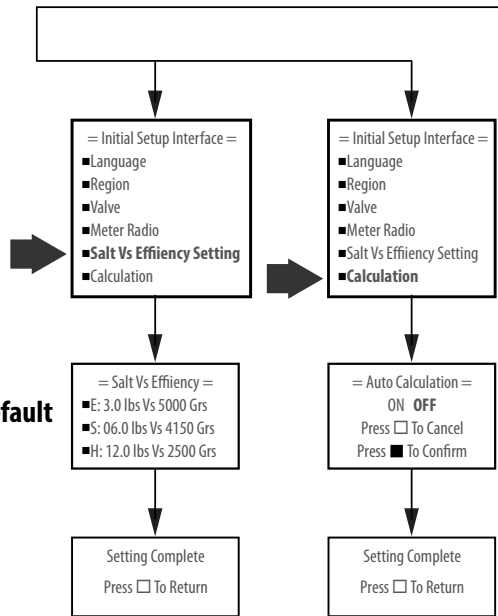 = Initial Setup Interface =
■Language
■Region
■Valve
■Meter Radio
■Salt Vs Effiiency Setting
■Calculation
= Initial Setup Interface =
■Language
■Region
■Valve
■Meter Radio
■Salt Vs Effiiency Setting
■Calculation
fault
= Salt Vs Effiiency =
■E: 3.0 lbs Vs 5000 Grs
■S: 06.0 lbs Vs 4150 Grs
■H: 12.0 lbs Vs 2500 Grs
= Auto Calculation =
ON OFF
Press □ To Cancel
Press ■ To Confirm
Setting Complete
Press □ To Return
Setting Complete
Press □ To Return